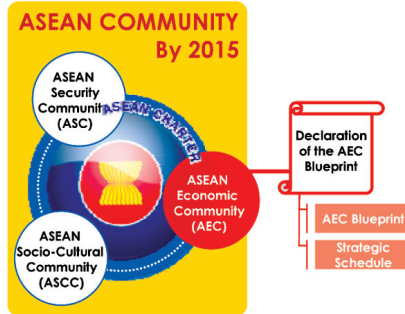 ASEAN COMMUNITY
By 2015
ASEAN
Security
Community
(ASC)
ASEAN CHARTER
ASEAN
Economic
Community
(AEC)
ASEAN
Socio-Cultural
Community
(ASCC)
Declaration
of the AEC
Blueprint
AEC Blueprint
Strategic
Schedule